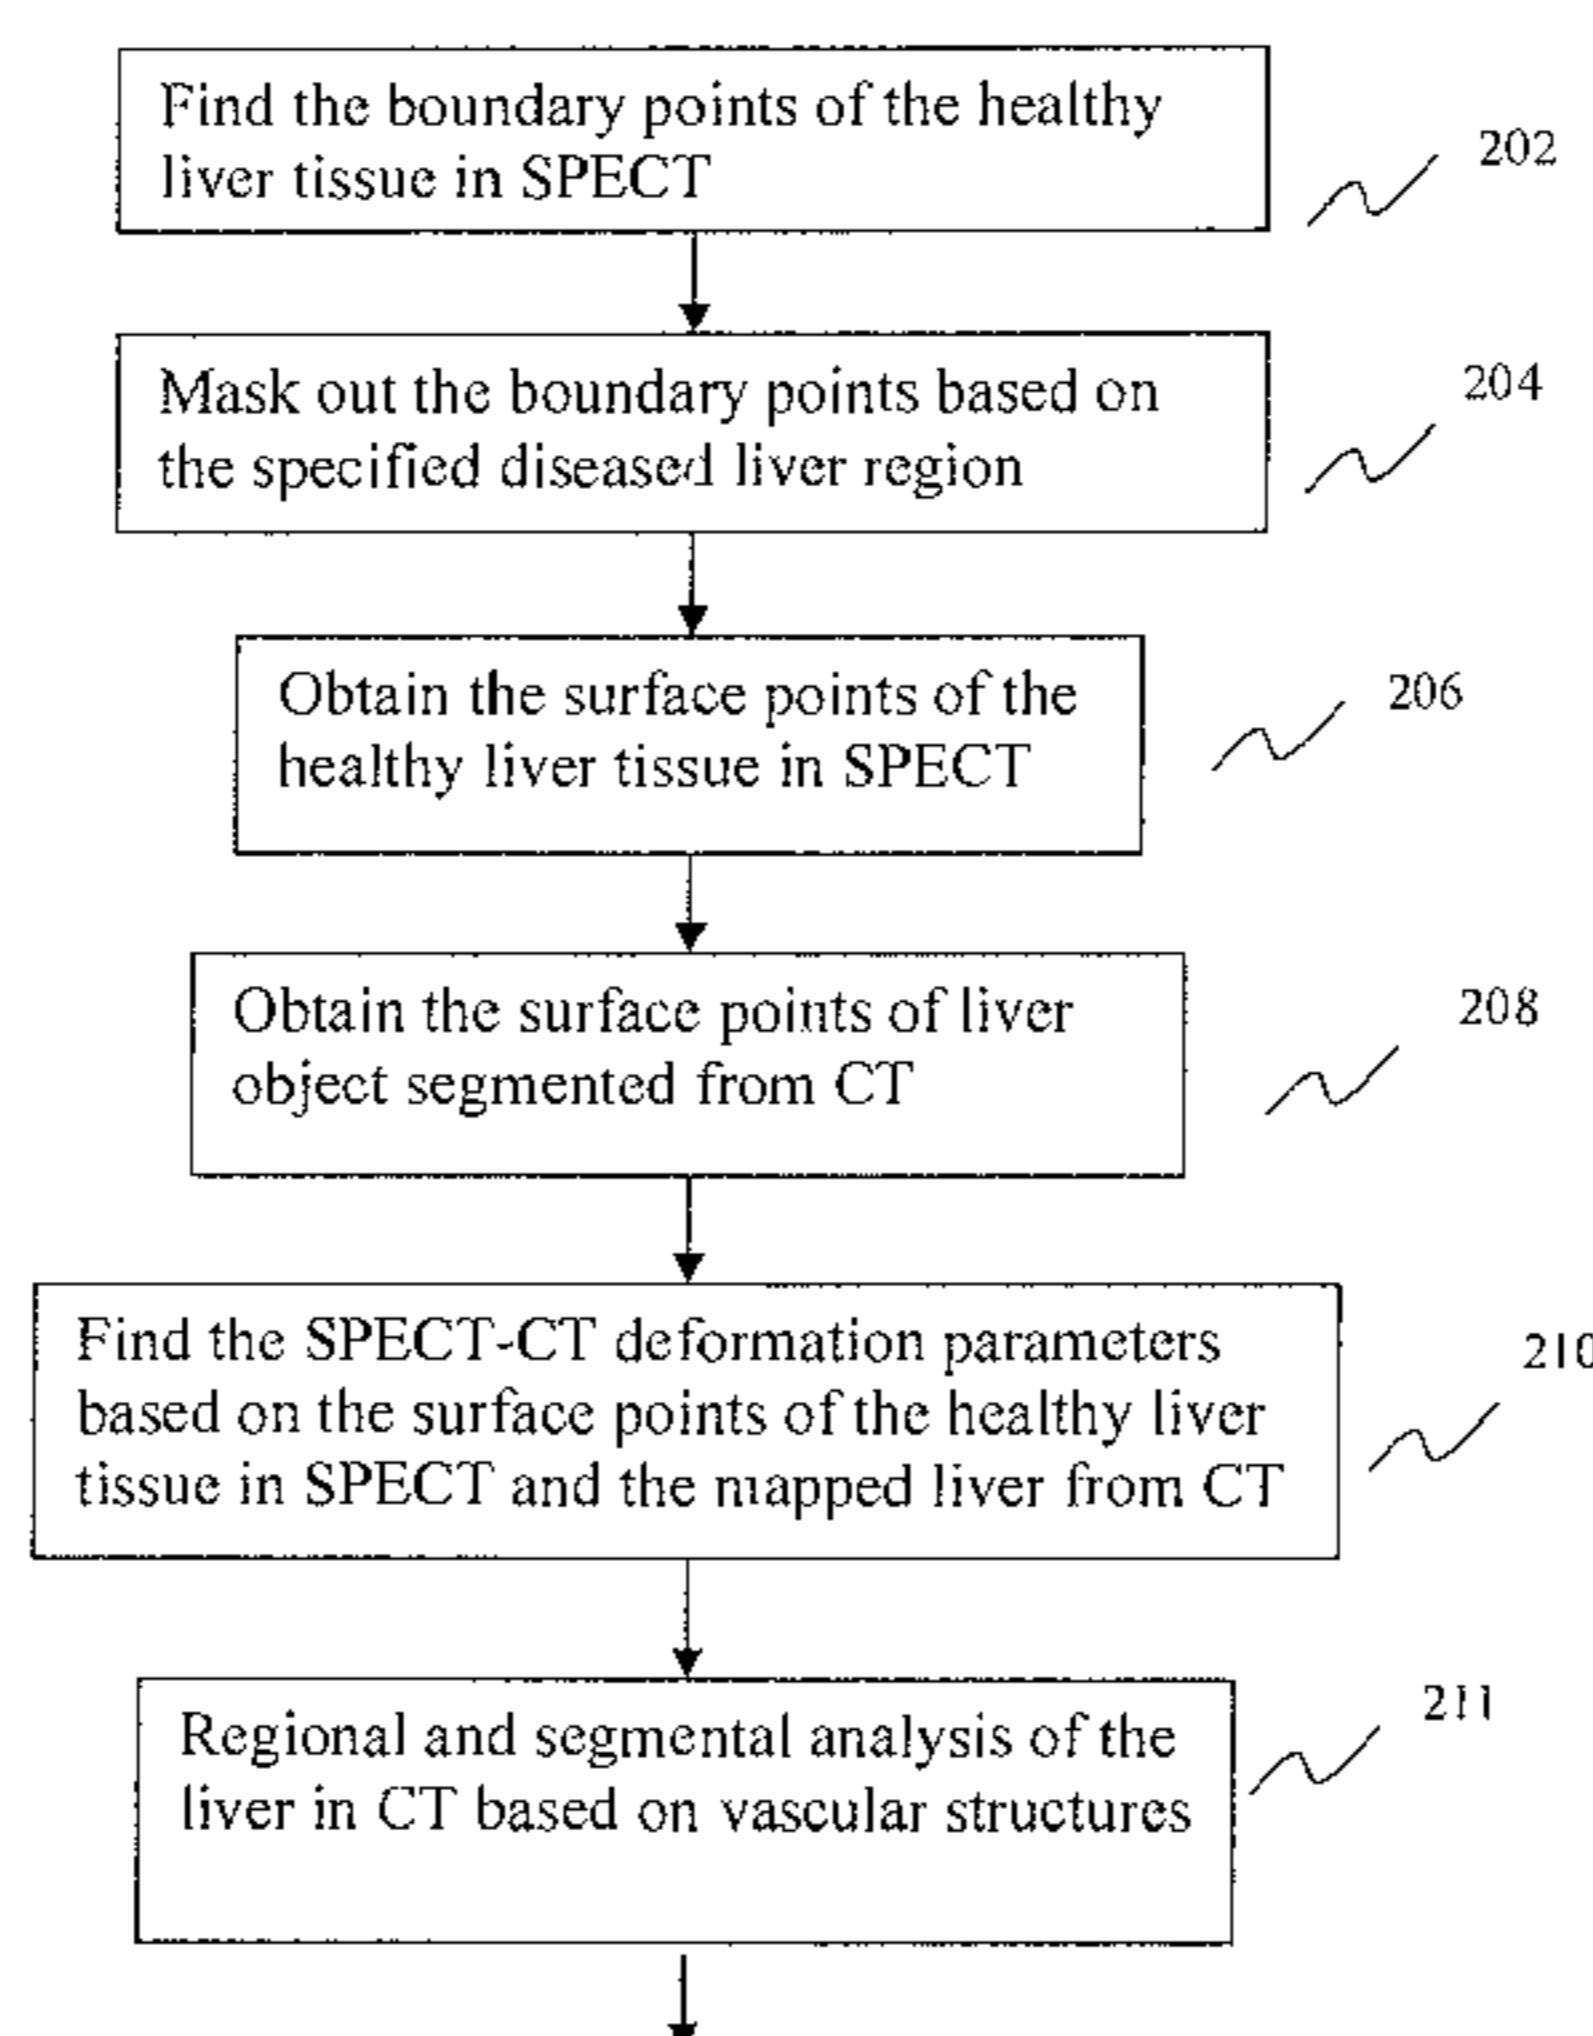 Find the boundary points of the healthy
liver tissue in SPECT
202
Mask out the boundary points based on
the specified diseased liver region
204
Obtain the surface points of the
healthy liver tissue in SPECT
206
Obtain the surface points of liver
object segmented from CT
208
Find the SPECT-CT deformation parameters
based on the surface points of the healthy liver
tissue in SPECT and the mapped liver from CT
210
Regional and segmental analysis of the
liver in CT based on vascular structures
211